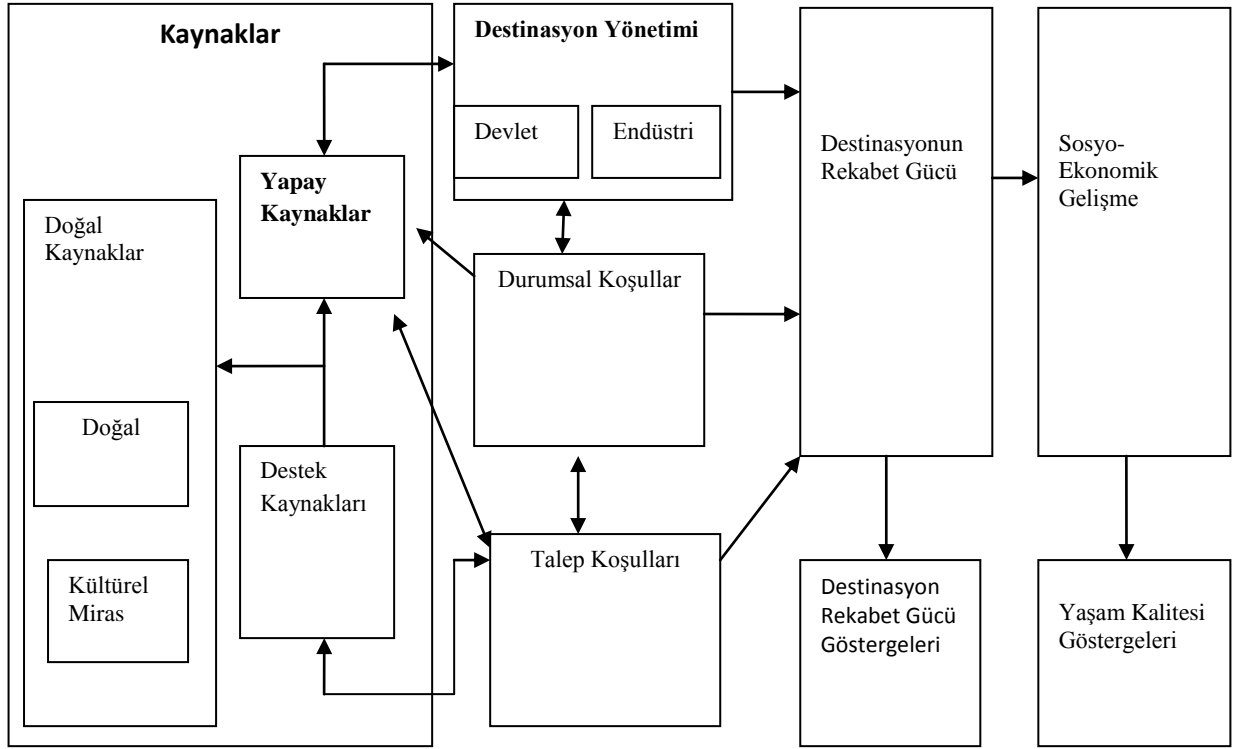 Kaynaklar
Destinasyon Yönetimi
Devlet
Endüstri
Yapay
Kaynaklar
Doğal
Kaynaklar
Doğal
Kültürel
Miras
Destek
Kaynakları
Durumsal Koşullar
Talep Koşulları
Destinasyonun
Rekabet Gücü
Sosyo-
Ekonomik
Gelişme
Destinasyon
Rekabet Gücü
Göstergeleri
Yaşam Kalitesi
Göstergeleri